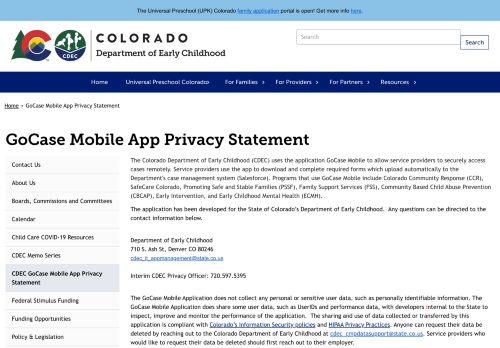 The Universal Preschool (UPK) Colorado family application portal is open! Get more info here.
COLORADO
Department of Early Childhood
CDEC
Search
Search
Home
Universal Preschool Colorado
For Families
For Providers
For Partners
Resources
Home › GoCase Mobile App Privacy Statement
GoCase Mobile App Privacy Statement
Contact Us
About Us
Boards, Commissions and Committees
Calendar
Child Care COVID-19 Resources
CDEC Memo Series
CDEC GoCase Mobile App Privacy
Statement
Federal Stimulus Funding
Funding Opportunities
Policy & Legislation
The Colorado Department of Early Childhood (CDEC) uses the application GoCase Mobile to allow service providers to securely access
cases remotely. Service providers use the app to download and complete required forms which upload automatically to the
Department's case management system (Salesforce). Programs that use GoCase Mobile include Colorado Community Response (CCR),
SafeCare Colorado, Promoting Safe and Stable Families (PSSF), Family Support Services (FSS), Community Based Child Abuse Prevention
(CBCAP), Early Intervention, and Early Childhood Mental Health (ECMH).
The application has been developed for the State of Colorado's Department of Early Childhood. Any questions can be directed to the
contact information below.
Department of Early Childhood
710 S. Ash St, Denver CO 80246
cdec_it_appmanagement@state.co.us
Interim CDEC Privacy Officer: 720.597.5395
The GoCase Mobile Application does not collect any personal or sensitive user data, such as personally identifiable information. The
GoCase Mobile Application does share some user data, such as UserIDs and performance data, with developers internal to the State to
inspect, improve and monitor the performance of the application. The sharing and use of data collected or transferred by this
application is compliant with Colorado's Information Security policies and HIPAA Privacy Practices. Anyone can request their data be
deleted by reaching out to the Colorado Department of Early Childhood at cdec_cmpdatasupport@state.co.us. Service providers who
would like to request their data be deleted should first reach out to their employer.